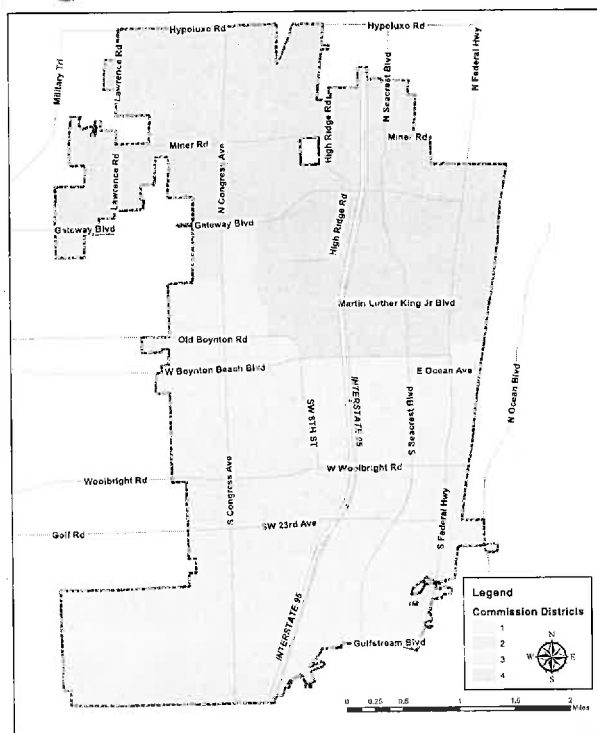 Hypoluxo Rd
Hypoluxo Rd
Military Trl
Lawrence Rd
N Seacrest Blvd
N Federal Hwy
High Ridge Rd
Miner Rd
Miner Rd
Lawrence Rd
N Congress Ave
Gateway Blvd
Gateway Blvd
High Ridge Rd
Martin Luther King Jr Blvd
Old Boynton Rd
W Boynton Beach Blvd
E Ocean Ave
N Ocean Blvd
SW 8TH ST
INTERSTATE 95
S Seacrest Blvd
W Woolbright Rd
Woolbright Rd
S Congress Ave
SW 23rd Ave
Golf Rd
S Federal Hwy
INTERSTATE 95
Gulfstream Blvd
Legend
Commission Districts
1
2
3
4
N
W E
S
0 0.25 0.5 1 1.5 2
Miles